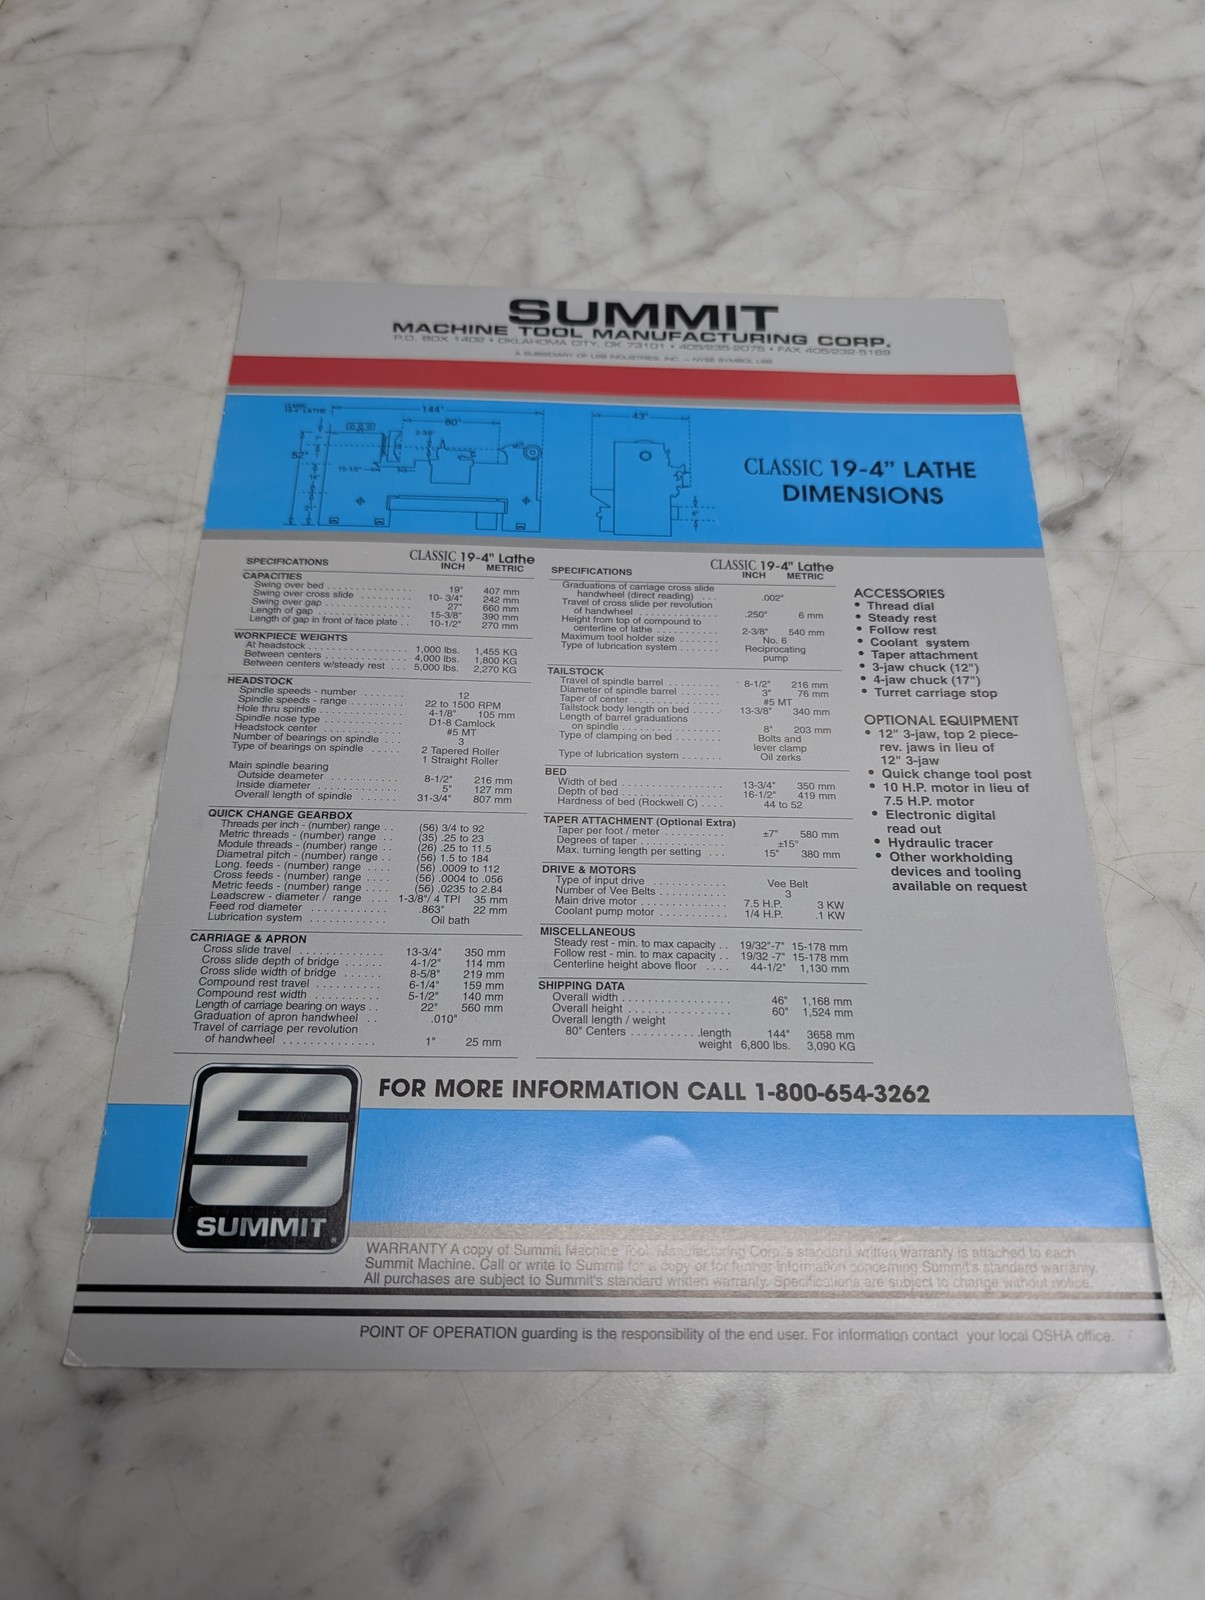 SUMMIT
MACHINE TOOL MANUFACTURING CORP.
P.O. BOX 1402 • OKLAHOMA CITY, OK 73101 • 405/235-2075 • FAX 405/232-5169
A SUBSIDIARY OF LSB INDUSTRIES, INC. – NYSE SYMBOL LSB
CLASSIC
19-4" LATHE
144"
80"
52"
43"
CLASSIC 19-4" LATHE
DIMENSIONS
SPECIFICATIONS CLASSIC 19-4" Lathe
INCH METRIC
CAPACITIES
Swing over bed 19" 407 mm
Swing over cross slide 10- 3/4" 242 mm
Swing over gap 27" 660 mm
Length of gap 15-3/8" 390 mm
Length of gap in front of face plate 10-1/2" 270 mm
WORKPIECE WEIGHTS
At headstock 1,000 lbs. 1,455 KG
Between centers 4,000 lbs. 1,800 KG
Between centers w/steady rest 5,000 lbs. 2,270 KG
HEADSTOCK
Spindle speeds - number 12
Spindle speeds - range 22 to 1500 RPM
Hole thru spindle 4-1/8" 105 mm
Spindle nose type D1-8 Camlock
Headstock center #5 MT
Number of bearings on spindle 3
Type of bearings on spindle 2 Tapered Roller
1 Straight Roller
Main spindle bearing
Outside deameter 8-1/2" 216 mm
Inside diameter 5" 127 mm
Overall length of spindle 31-3/4" 807 mm
QUICK CHANGE GEARBOX
Threads per inch - (number) range (56) 3/4 to 92
Metric threads - (number) range (35) .25 to 23
Module threads - (number) range (26) .25 to 11.5
Diametral pitch - (number) range (56) 1.5 to 184
Long. feeds - (number) range (56) .0009 to 112
Cross feeds - (number) range (56) .0004 to .056
Metric feeds - (number) range (56) .0235 to 2.84
Leadscrew - diameter / range 1-3/8"/ 4 TPI 35 mm
Feed rod diameter .863" 22 mm
Lubrication system Oil bath
CARRIAGE & APRON
Cross slide travel 13-3/4" 350 mm
Cross slide depth of bridge 4-1/2" 114 mm
Cross slide width of bridge 8-5/8" 219 mm
Compound rest travel 6-1/4" 159 mm
Compound rest width 5-1/2" 140 mm
Length of carriage bearing on ways 22" 560 mm
Graduation of apron handwheel .010"
Travel of carriage per revolution
of handwheel 1" 25 mm
SPECIFICATIONS CLASSIC 19-4" Lathe
INCH METRIC
Graduations of carriage cross slide
handwheel (direct reading) .002"
Travel of cross slide per revolution
of handwheel .250" 6 mm
Height from top of compound to
centerline of lathe 2-3/8" 540 mm
Maximum tool holder size No. 6
Type of lubrication system Reciprocating
pump
TAILSTOCK
Travel of spindle barrel 8-1/2" 216 mm
Diameter of spindle barrel 3" 76 mm
Taper of center #5 MT
Tailstock body length on bed 13-3/8" 340 mm
Length of barrel graduations
on spindle 8" 203 mm
Type of clamping on bed Bolts and
lever clamp
Type of lubrication system Oil zerks
BED
Width of bed 13-3/4" 350 mm
Depth of bed 16-1/2" 419 mm
Hardness of bed (Rockwell C) 44 to 52
TAPER ATTACHMENT (Optional Extra)
Taper per foot / meter ±7" 580 mm
Degrees of taper ±15°
Max. turning length per setting 15" 380 mm
DRIVE & MOTORS
Type of input drive Vee Belt
Number of Vee Belts 3
Main drive motor 7.5 H.P. 3 KW
Coolant pump motor 1/4 H.P. .1 KW
MISCELLANEOUS
Steady rest - min. to max capacity 19/32"-7" 15-178 mm
Follow rest - min. to max capacity 19/32 -7" 15-178 mm
Centerline height above floor 44-1/2" 1,130 mm
SHIPPING DATA
Overall width 46" 1,168 mm
Overall height 60" 1,524 mm
Overall length / weight
80" Centers length 144" 3658 mm
weight 6,800 lbs. 3,090 KG
ACCESSORIES
• Thread dial
• Steady rest
• Follow rest
• Coolant system
• Taper attachment
• 3-jaw chuck (12")
• 4-jaw chuck (17")
• Turret carriage stop
OPTIONAL EQUIPMENT
• 12" 3-jaw, top 2 piece-
rev. jaws in lieu of
12" 3-jaw
• Quick change tool post
• 10 H.P. motor in lieu of
7.5 H.P. motor
• Electronic digital
read out
• Hydraulic tracer
• Other workholding
devices and tooling
available on request
FOR MORE INFORMATION CALL 1-800-654-3262
SUMMIT
WARRANTY A copy of Summit Machine Tool Manufacturing Corp.'s standard written warranty is attached to each
Summit Machine. Call or write to Summit for a copy or for further information concerning Summit's standard warranty.
All purchases are subject to Summit's standard written warranty. Specifications are subject to change without notice.
POINT OF OPERATION guarding is the responsibility of the end user. For information contact your local OSHA office.